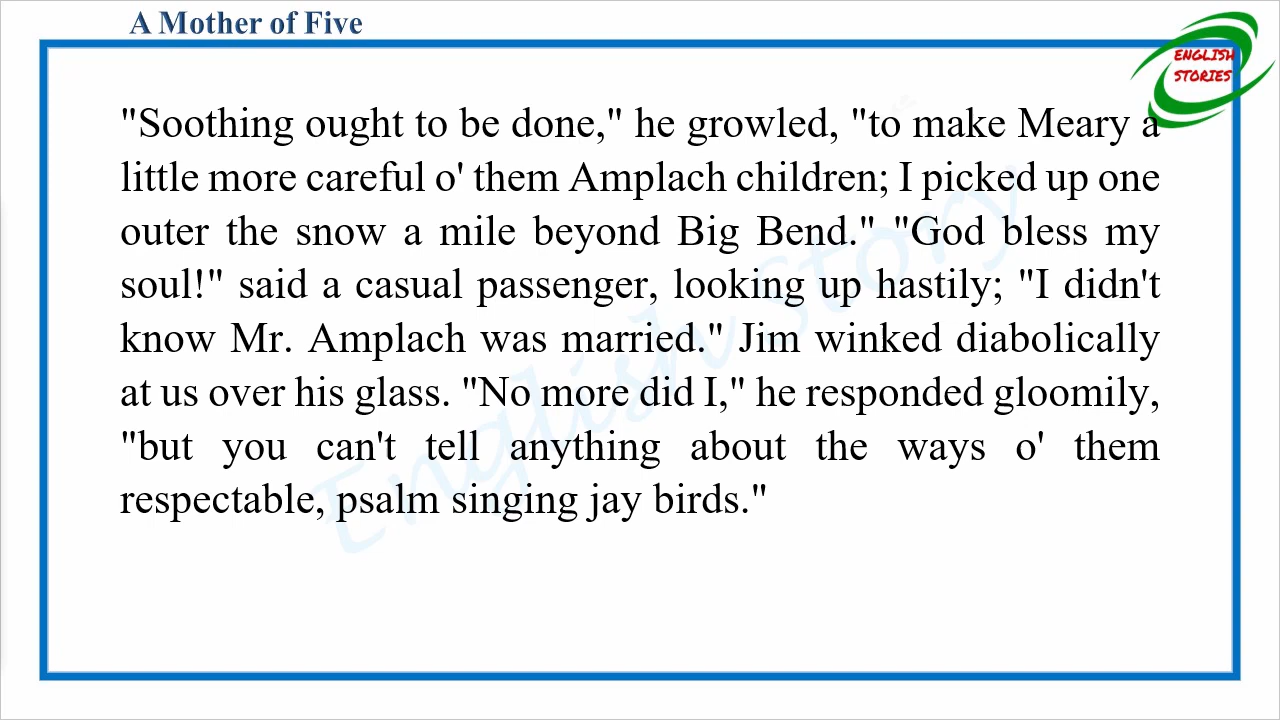 A Mother of Five
ENGLISH
STORIES
"Soothing ought to be done," he growled, "to make Meary a
little more careful o' them Amplach children; I picked up one
outer the snow a mile beyond Big Bend." "God bless my
soul!" said a casual passenger, looking up hastily; "I didn't
know Mr. Amplach was married." Jim winked diabolically
at us over his glass. "No more did I," he responded gloomily,
"but you can't tell anything about the ways o' them
respectable, psalm singing jay birds."
English Story